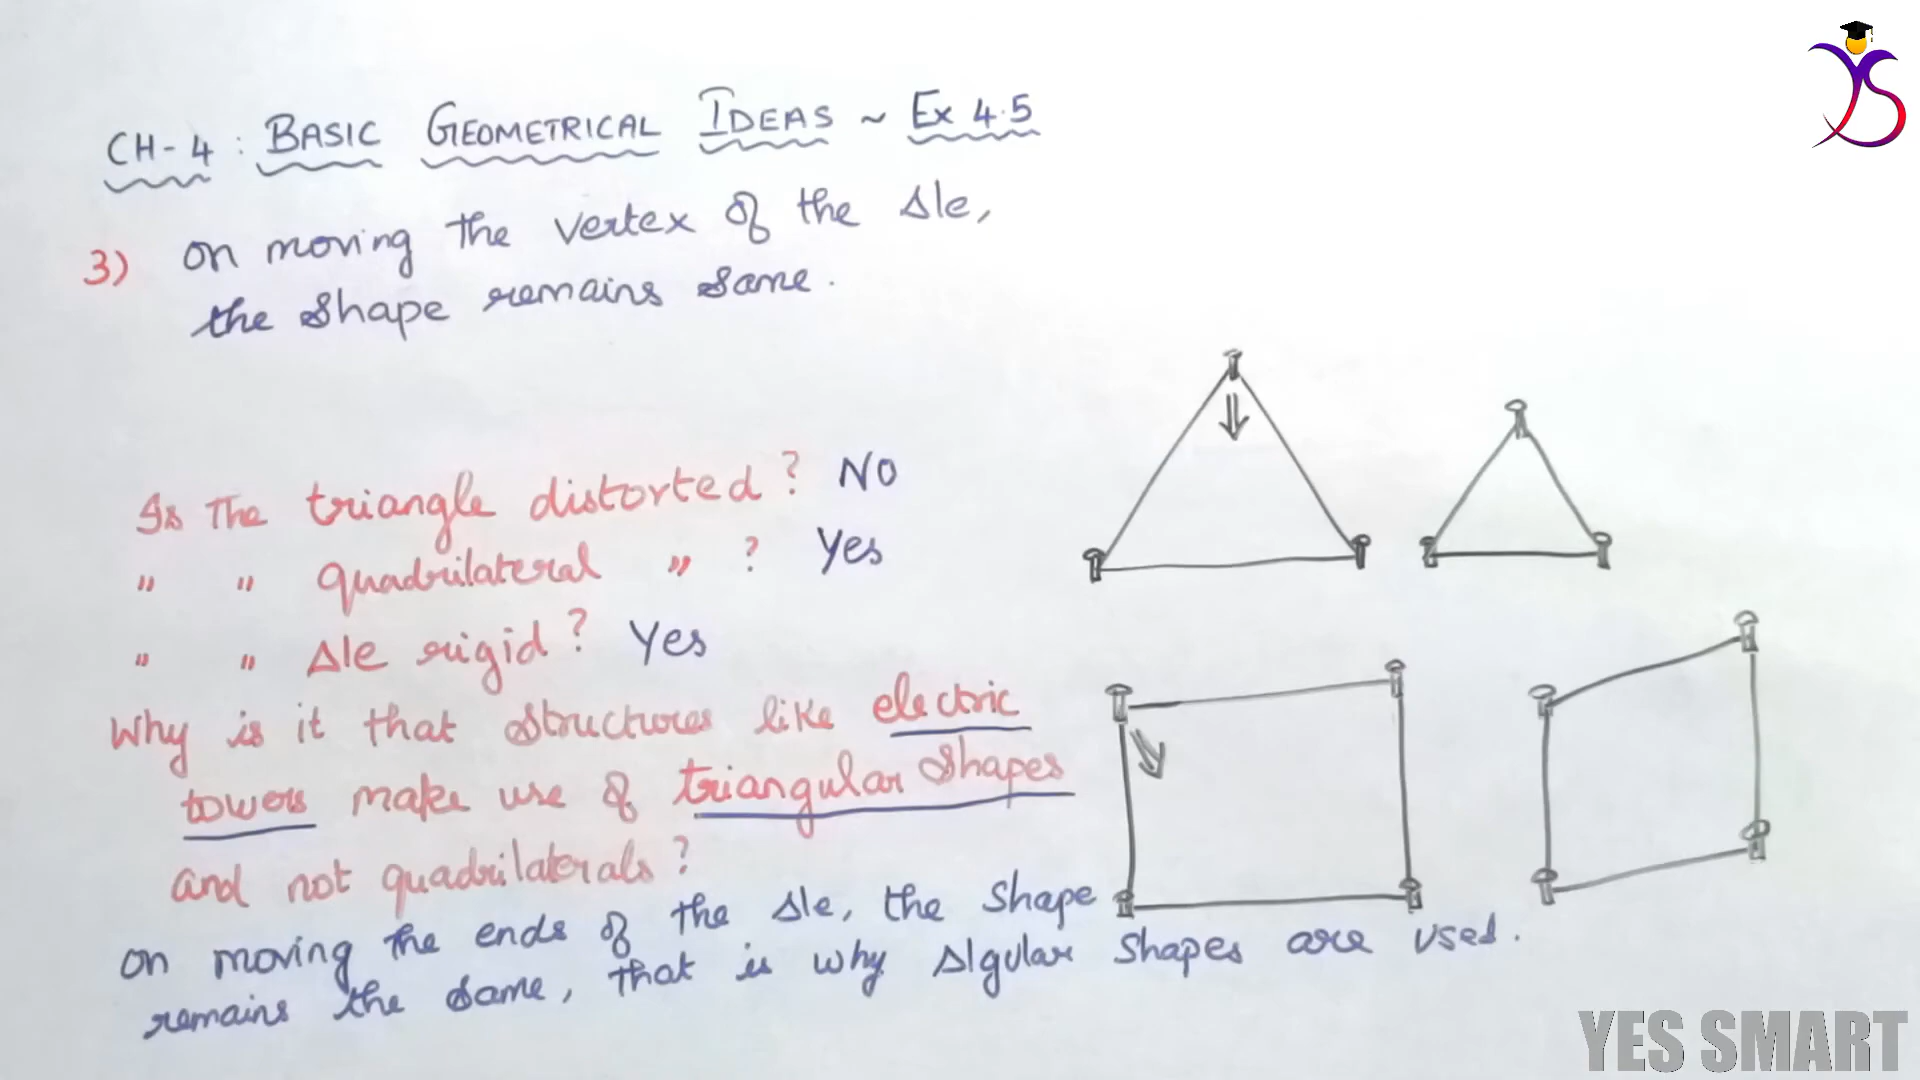 CH-4 : BASIC GEOMETRICAL IDEAS ~ Ex 4.5
3) on moving the vertex of the Δle,
the shape remains same.
Is The triangle distorted? NO
" " quadrilateral " ? Yes
" " Δle rigid? Yes
Why is it that structures like electric
towers make use of triangular shapes
and not quadrilaterals?
on moving the ends of the Δle, the shape
remains the same, that is why Δlgular shapes are used.
YS
YES SMART